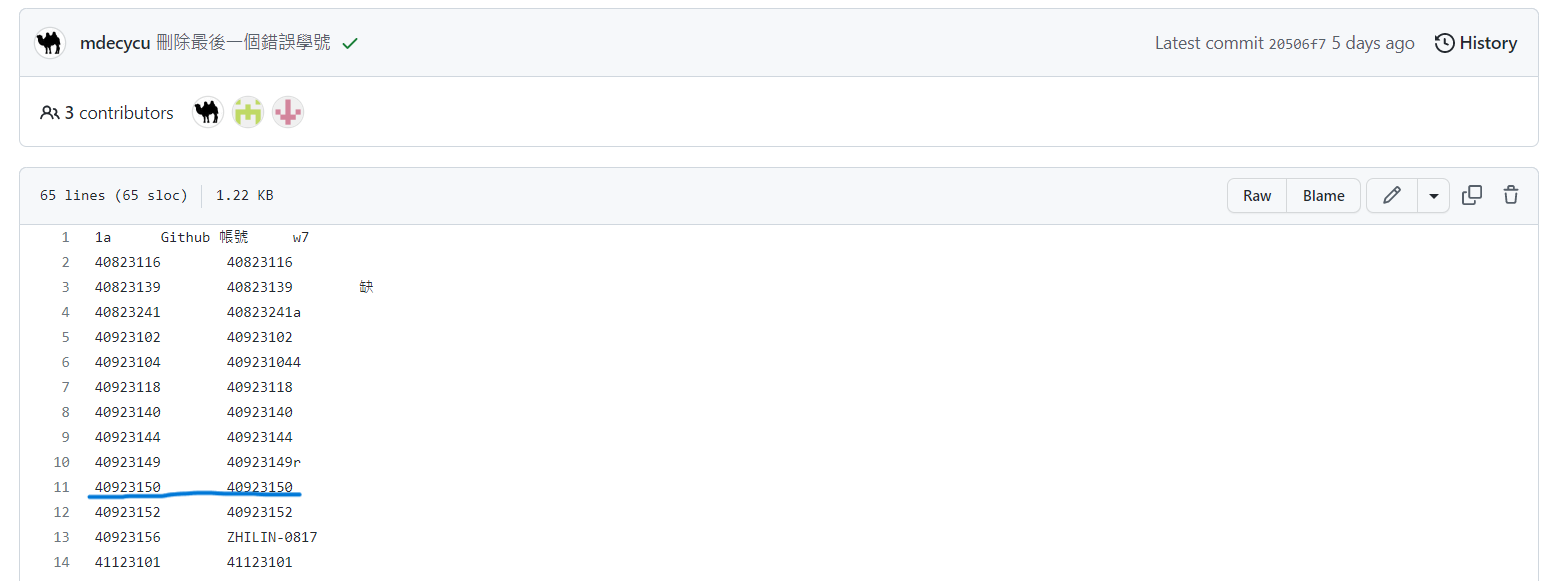 mdecycu 刪除最後一個錯誤學號 Latest commit 20506f7 5 days ago History
3 contributors
65 lines (65 sloc) 1.22 KB Raw Blame
1 1a Github 帳號 w7
2 40823116 40823116
3 40823139 40823139 缺
4 40823241 40823241a
5 40923102 40923102
6 40923104 409231044
7 40923118 40923118
8 40923140 40923140
9 40923144 40923144
10 40923149 40923149r
11 40923150 40923150
12 40923152 40923152
13 40923156 ZHILIN-0817
14 41123101 41123101